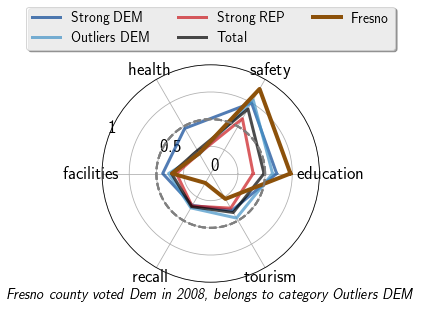 Strong DEM Strong REP Fresno
Outliers DEM Total
health safety
1
0.5
0
facilities education
recall tourism
Fresno county voted Dem in 2008, belongs to category Outliers DEM